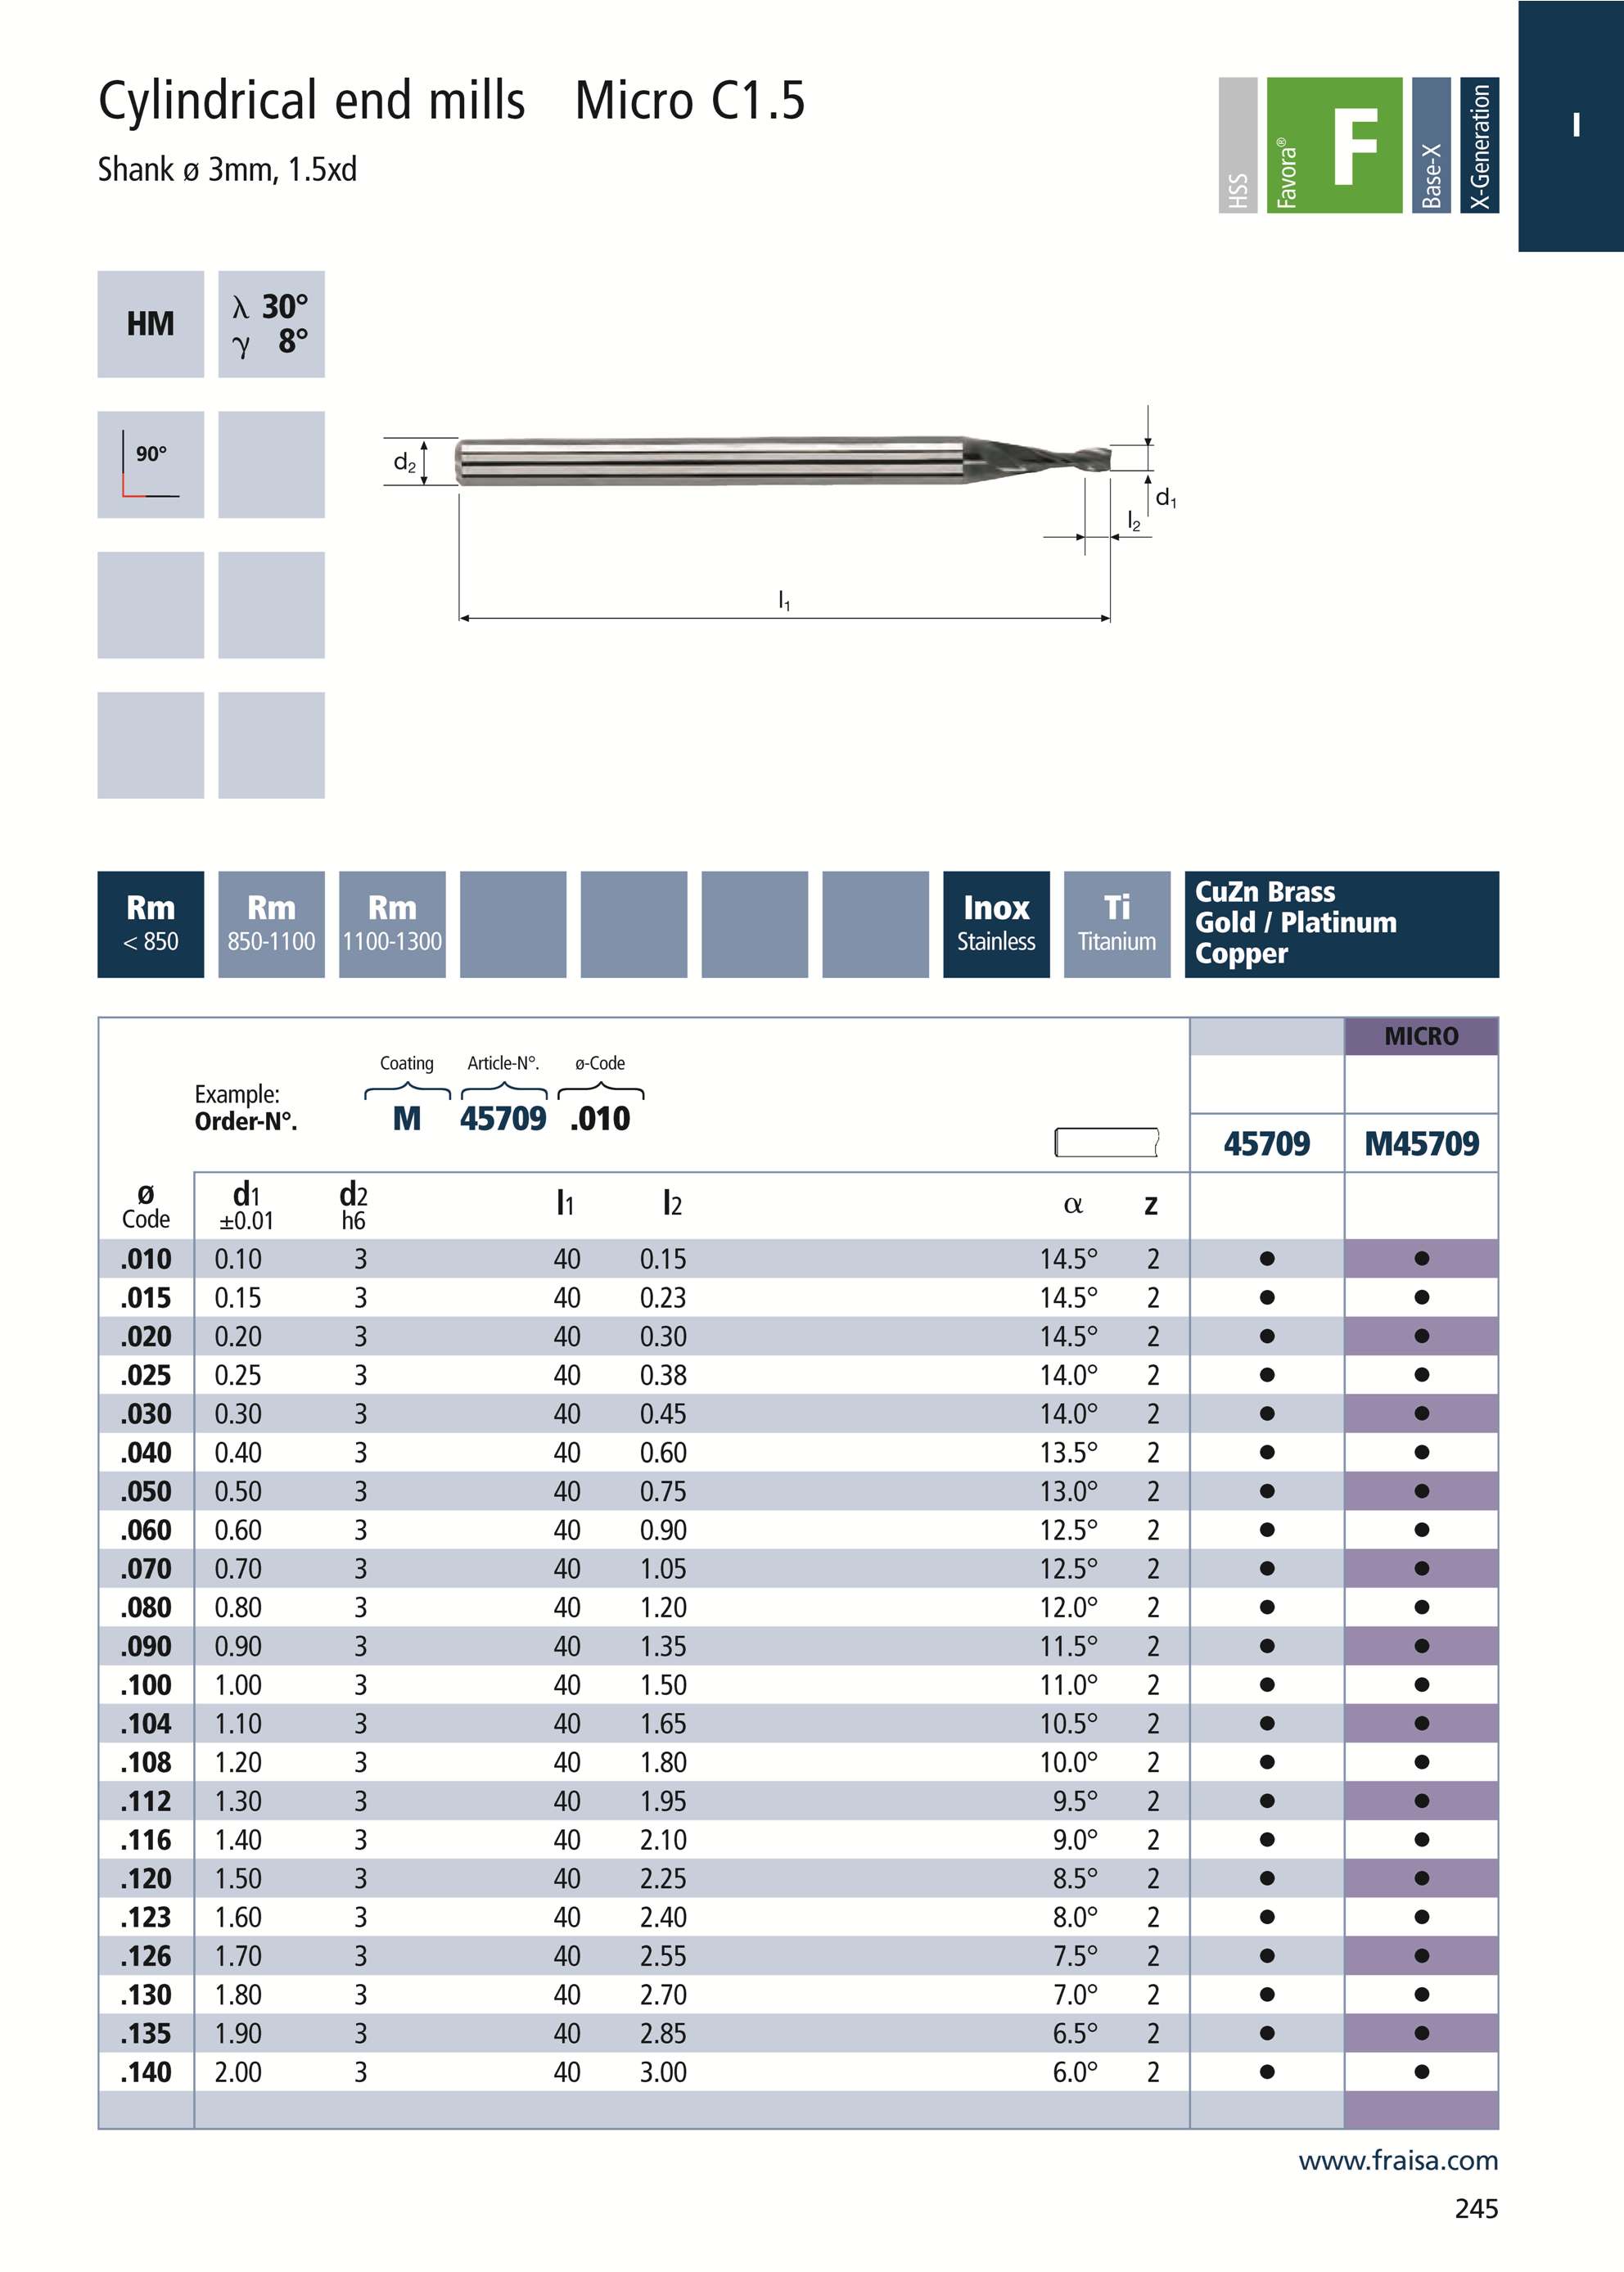 Cylindrical end mills Micro C1.5
Shank ø 3mm, 1.5xd
HSS
Favora®
F
Base-X
X-Generation
I
HM
λ 30°
γ 8°
90°
d2
d1
l2
l1
Rm
< 850
Rm
850-1100
Rm
1100-1300
Inox
Stainless
Ti
Titanium
CuZn Brass
Gold / Platinum
Copper
MICRO
Coating Article-N°. ø-Code
Example:
Order-N°. M 45709 .010
45709 M45709
ø d1 d2 l1 l2 α z
Code ±0.01 h6
.010 0.10 3 40 0.15 14.5° 2 ● ●
.015 0.15 3 40 0.23 14.5° 2 ● ●
.020 0.20 3 40 0.30 14.5° 2 ● ●
.025 0.25 3 40 0.38 14.0° 2 ● ●
.030 0.30 3 40 0.45 14.0° 2 ● ●
.040 0.40 3 40 0.60 13.5° 2 ● ●
.050 0.50 3 40 0.75 13.0° 2 ● ●
.060 0.60 3 40 0.90 12.5° 2 ● ●
.070 0.70 3 40 1.05 12.5° 2 ● ●
.080 0.80 3 40 1.20 12.0° 2 ● ●
.090 0.90 3 40 1.35 11.5° 2 ● ●
.100 1.00 3 40 1.50 11.0° 2 ● ●
.104 1.10 3 40 1.65 10.5° 2 ● ●
.108 1.20 3 40 1.80 10.0° 2 ● ●
.112 1.30 3 40 1.95 9.5° 2 ● ●
.116 1.40 3 40 2.10 9.0° 2 ● ●
.120 1.50 3 40 2.25 8.5° 2 ● ●
.123 1.60 3 40 2.40 8.0° 2 ● ●
.126 1.70 3 40 2.55 7.5° 2 ● ●
.130 1.80 3 40 2.70 7.0° 2 ● ●
.135 1.90 3 40 2.85 6.5° 2 ● ●
.140 2.00 3 40 3.00 6.0° 2 ● ●
www.fraisa.com
245